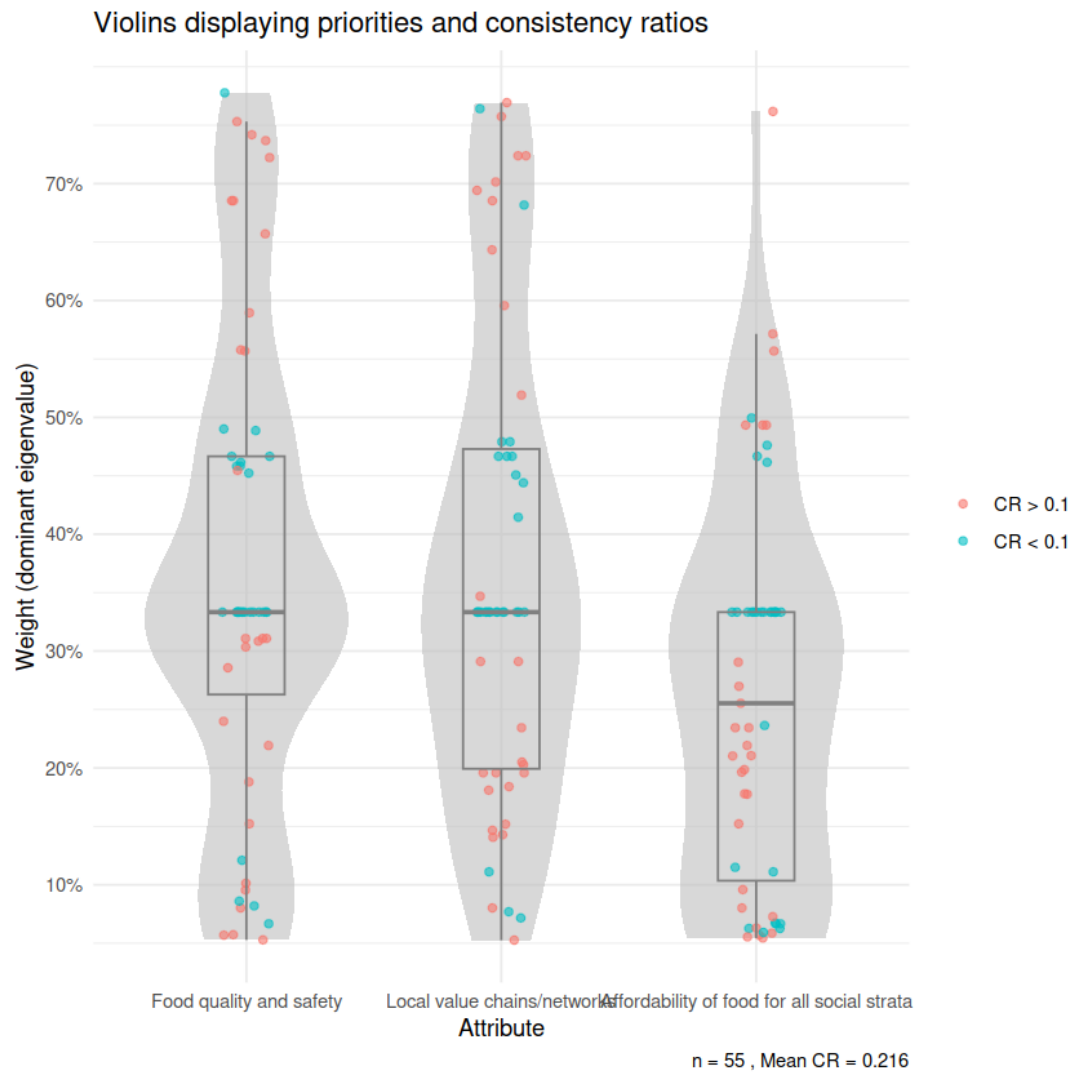 Violins displaying priorities and consistency ratios
Weight (dominant eigenvalue)
70%
60%
50%
40%
30%
20%
10%
CR > 0.1
CR < 0.1
Food quality and safety
Local value chains/networks
Affordability of food for all social strata
Attribute
n = 55 , Mean CR = 0.216